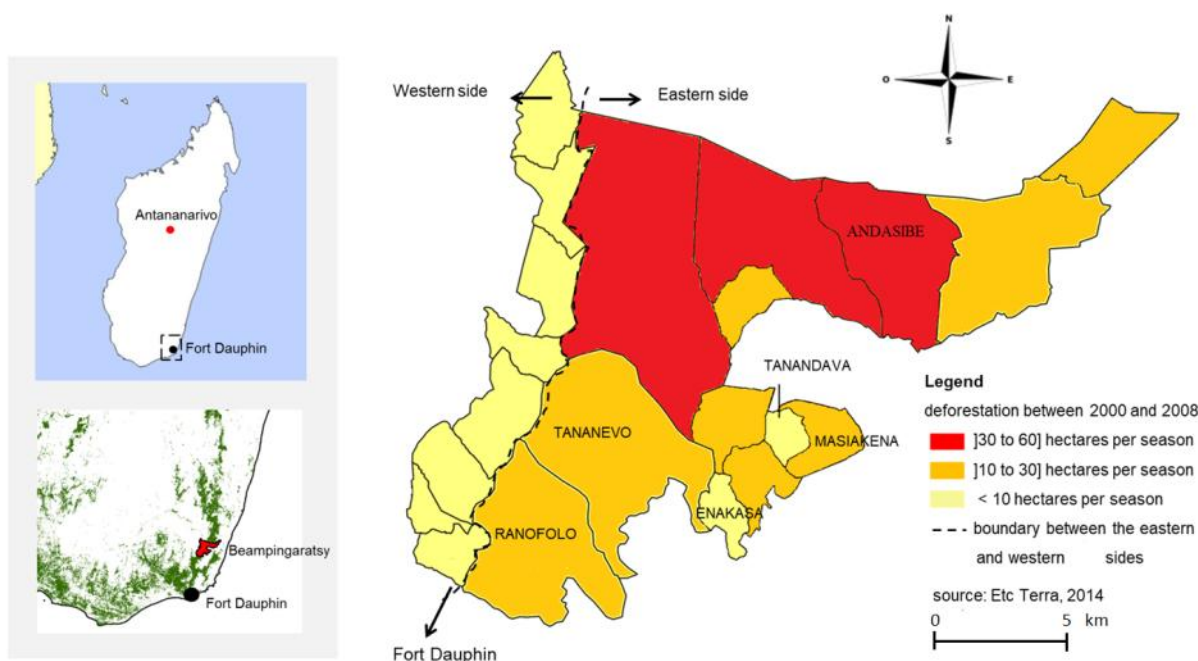 Antananarivo
Fort Dauphin
Beampingaratsy
Fort Dauphin
Western side
Eastern side
N
O
E
S
ANDASIBE
TANANDAVA
TANANEVO
MASIAKENA
ENAKASA
RANOFOLO
Fort Dauphin
Legend
deforestation between 2000 and 2008
]30 to 60] hectares per season
]10 to 30] hectares per season
< 10 hectares per season
boundary between the eastern
and western sides
source: Etc Terra, 2014
0 5 km